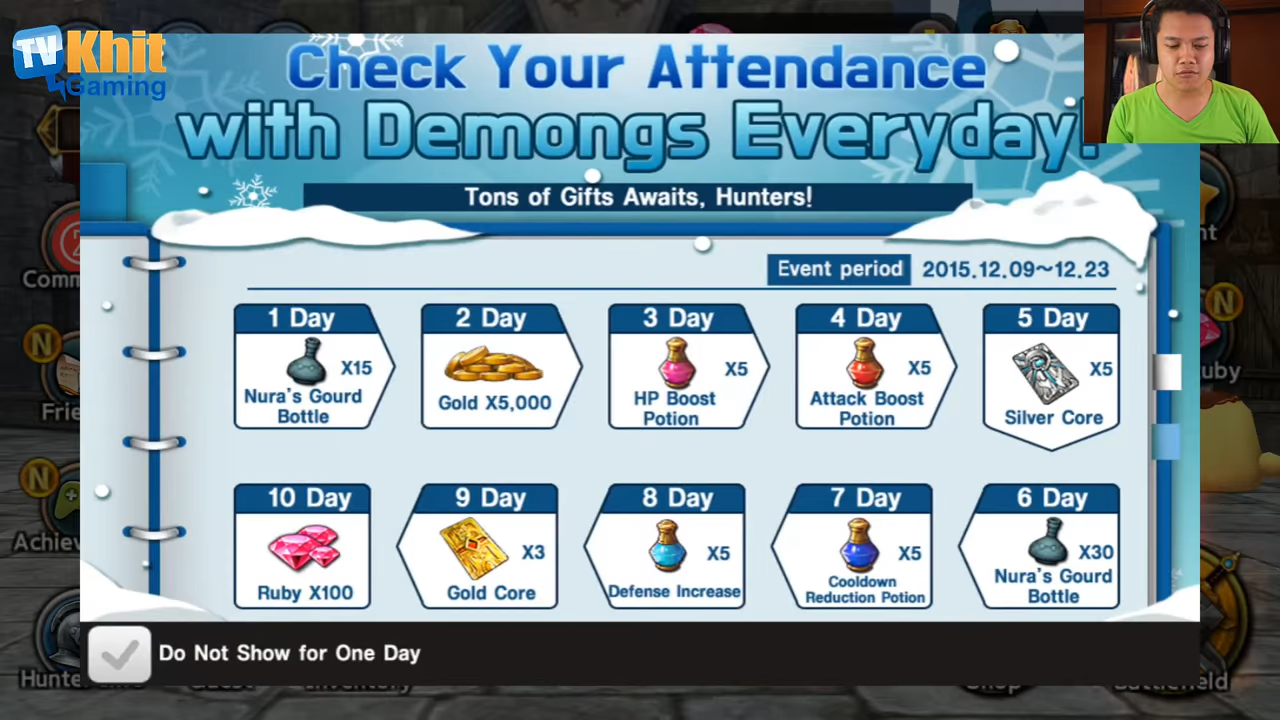 TV Khit
Gaming
Check Your Attendance
with Demongs Everyday!
Tons of Gifts Awaits, Hunters!
Event period 2015.12.09~12.23
1 Day
X15
Nura's Gourd
Bottle
2 Day
Gold X5,000
3 Day
X5
HP Boost
Potion
4 Day
X5
Attack Boost
Potion
5 Day
X5
Silver Core
10 Day
Ruby X100
9 Day
X3
Gold Core
8 Day
X5
Defense Increase
7 Day
X5
Cooldown
Reduction Potion
6 Day
X30
Nura's Gourd
Bottle
Do Not Show for One Day
N
N
N
Shop